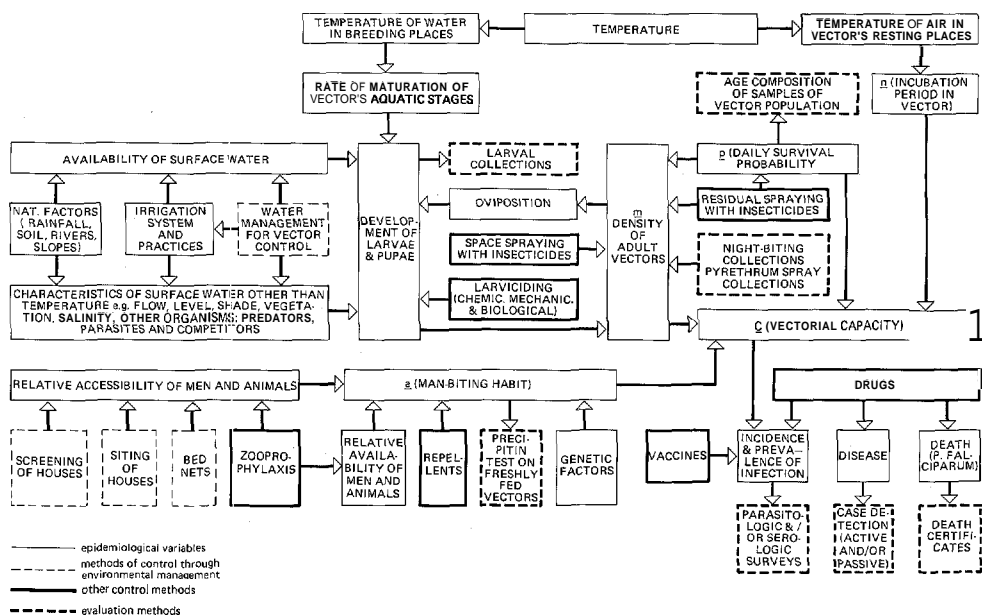 TEMPERATURE OF WATER
IN BREEDING PLACES
TEMPERATURE
TEMPERATURE OF AIR IN
VECTOR'S RESTING PLACES
RATE OF MATURATION OF
VECTOR'S AQUATIC STAGES
AGE COMPOSITION
OF SAMPLES OF
VECTOR POPULATION
n (INCUBATION
PERIOD IN
VECTOR)
AVAILABILITY OF SURFACE WATER
LARVAL
COLLECTIONS
p (DAILY SURVIVAL
PROBABILITY)
NAT. FACTORS
( RAINFALL,
SOIL, RIVERS,
SLOPES)
IRRIGATION
SYSTEM
AND
PRACTICES
WATER
MANAGEMENT
FOR VECTOR
CONTROL
DEVELOP-
MENT OF
LARVAE
& PUPAE
OVIPOSITION
m
DENSITY
OF
ADULT
VECTORS
RESIDUAL SPRAYING
WITH INSECTICIDES
SPACE SPRAYING
WITH INSECTICIDES
NIGHT-BITING
COLLECTIONS
PYRETHRUM SPRAY
COLLECTIONS
CHARACTERISTICS OF SURFACE WATER OTHER THAN
TEMPERATURE e.g. FLOW, LEVEL, SHADE, VEGETA-
TION, SALINITY, OTHER ORGANISMS: PREDATORS,
PARASITES AND COMPETITORS
LARVICIDING
(CHEMIC. MECHANIC.
& BIOLOGICAL)
C (VECTORIAL CAPACITY)
RELATIVE ACCESSIBILITY OF MEN AND ANIMALS
a (MAN-BITING HABIT)
DRUGS
SCREENING
OF HOUSES
SITING
OF
HOUSES
BED
NETS
ZOOPRO-
PHYLAXIS
RELATIVE
AVAILA-
BILITY OF
MEN AND
ANIMALS
REPEL-
LENTS
PRECI-
PITIN
TEST ON
FRESHLY
FED
VECTORS
GENETIC
FACTORS
VACCINES
INCIDENCE
& PREVA-
LENCE OF
INFECTION
DISEASE
DEATH
(P. FAL-
CIPARUM)
PARASITO-
LOGIC & /
OR SERO-
LOGIC
SURVEYS
CASE DE-
TECTION
(ACTIVE
AND/OR
PASSIVE)
DEATH
CERTIFI-
CATES
epidemiological variables
methods of control through
environmental management
other control methods
evaluation methods